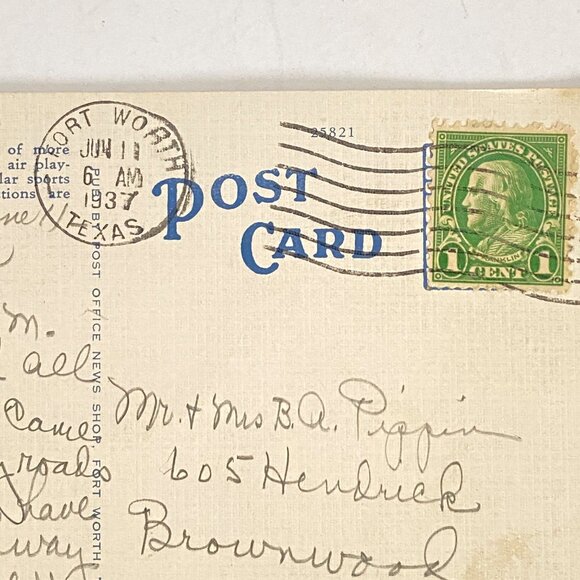 FORT WORTH
JUN 11
6 AM
1937
TEXAS
25821
of more
air play-
lar sports
tions are
POST
CARD
UNITED STATES POSTAGE
FRANKLIN
1 CENT 1
PUB. BY POST OFFICE NEWS SHOP, FORT WORTH,
M.
all
Came
roads
Shave
way
Mr. + Mrs B.A. Pippin
605 Hendrick
Brownwood